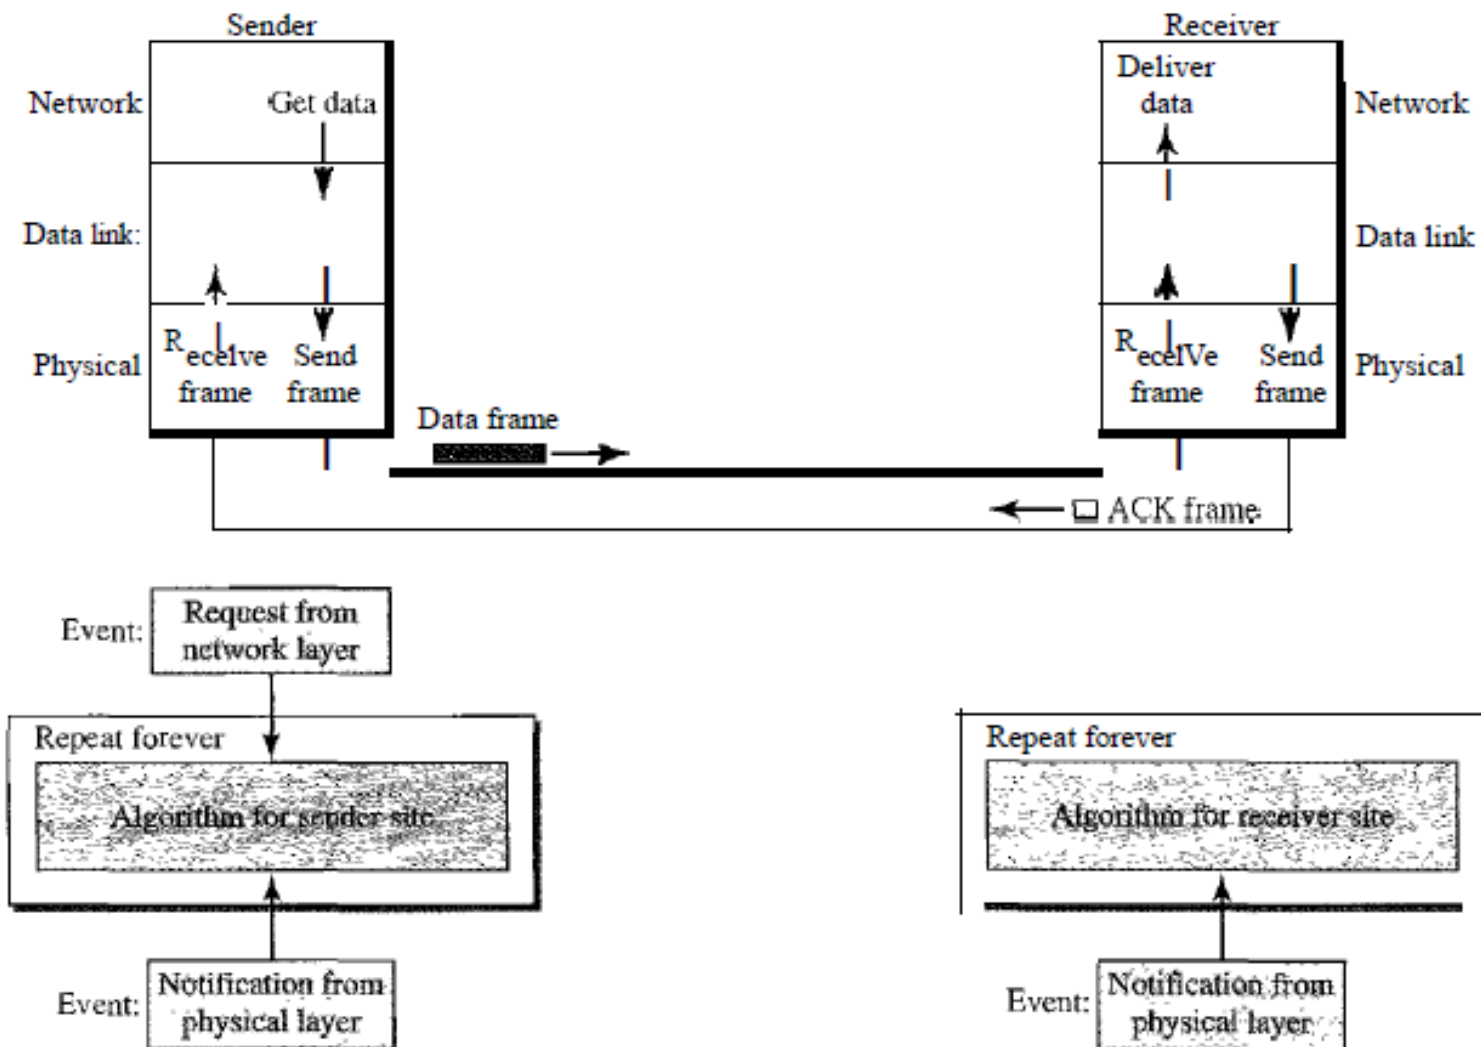 Sender
Receiver
Network
Get data
Deliver
data
Network
Data link:
Data link
Physical
Receive
frame
Send
frame
RecelVe
frame
Send
frame
Physical
Data frame
ACK frame
Event:
Request from
network layer
Repeat forever
Algorithm for sender site
Repeat forever
Algorithm for receiver site
Event:
Notification from
physical layer
Event:
Notification from
physical layer